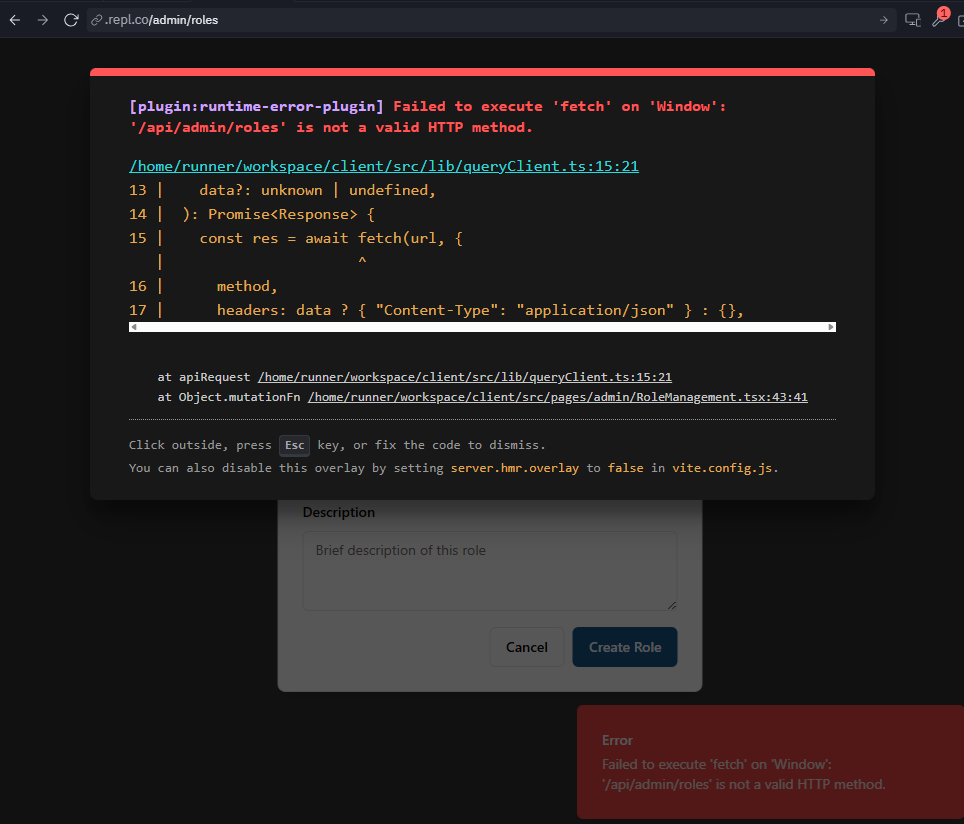 .repl.co/admin/roles
1
[plugin:runtime-error-plugin] Failed to execute 'fetch' on 'Window':
'/api/admin/roles' is not a valid HTTP method.
/home/runner/workspace/client/src/lib/queryClient.ts:15:21
13 |    data?: unknown | undefined,
14 |  ): Promise<Response> {
15 |    const res = await fetch(url, {
   |                      ^
16 |      method,
17 |      headers: data ? { "Content-Type": "application/json" } : {},
at apiRequest /home/runner/workspace/client/src/lib/queryClient.ts:15:21
at Object.mutationFn /home/runner/workspace/client/src/pages/admin/RoleManagement.tsx:43:41
Click outside, press Esc key, or fix the code to dismiss.
You can also disable this overlay by setting server.hmr.overlay to false in vite.config.js.
Description
Brief description of this role
Cancel
Create Role
Error
Failed to execute 'fetch' on 'Window':
'/api/admin/roles' is not a valid HTTP method.